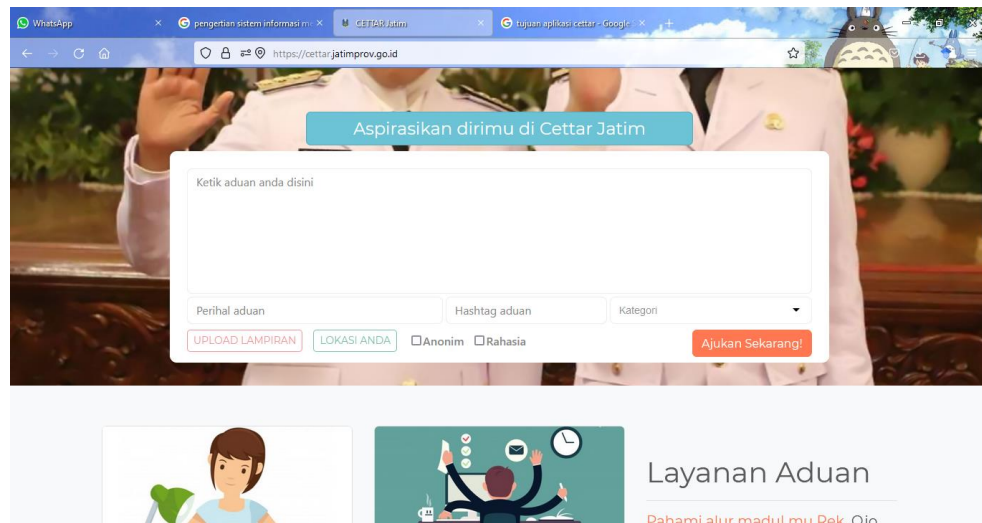 WhatsApp
pengertian sistem informasi me
CETTAR Jatim
tujuan aplikasi cettar - Google
https://cettar.jatimprov.go.id
Aspirasikan dirimu di Cettar Jatim
Ketik aduan anda disini
Perihal aduan
Hashtag aduan
Kategori
UPLOAD LAMPIRAN
LOKASI ANDA
Anonim
Rahasia
Ajukan Sekarang!
Layanan Aduan
Pahami alur madul mu Rek. Ojo